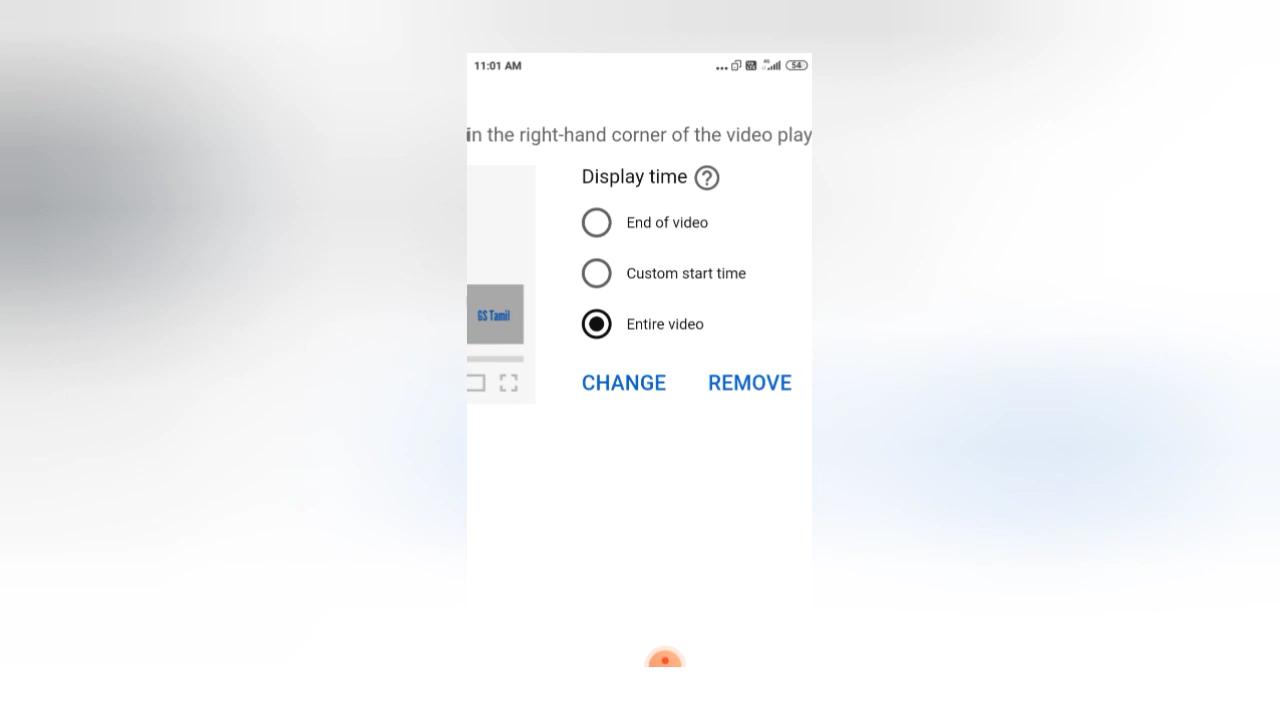 11:01 AM
54
in the right-hand corner of the video play
Display time ?
End of video
Custom start time
GS Tamil
Entire video
CHANGE REMOVE